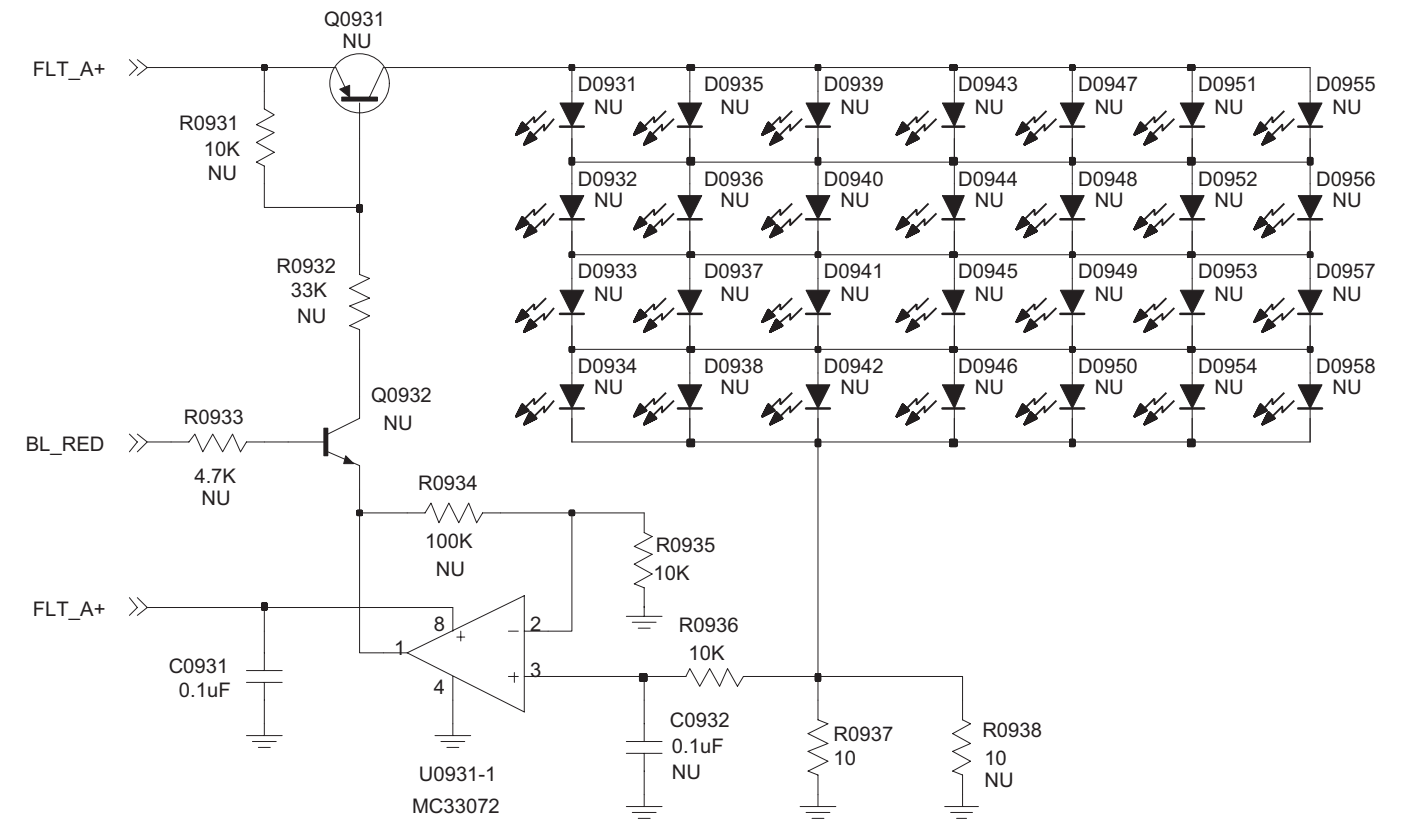 Q0931
NU
FLT_A+
R0931
10K
NU
D0931
NU
D0935
NU
D0939
NU
D0943
NU
D0947
NU
D0951
NU
D0955
NU
D0932
NU
D0936
NU
D0940
NU
D0944
NU
D0948
NU
D0952
NU
D0956
NU
R0932
33K
NU
D0933
NU
D0937
NU
D0941
NU
D0945
NU
D0949
NU
D0953
NU
D0957
NU
D0934
NU
D0938
NU
D0942
NU
D0946
NU
D0950
NU
D0954
NU
D0958
NU
Q0932
NU
BL_RED
R0933
4.7K
NU
R0934
100K
NU
R0935
10K
FLT_A+
C0931
0.1uF
8
+
1
4
− 2
+ 3
U0931-1
MC33072
R0936
10K
C0932
0.1uF
NU
R0937
10
R0938
10
NU